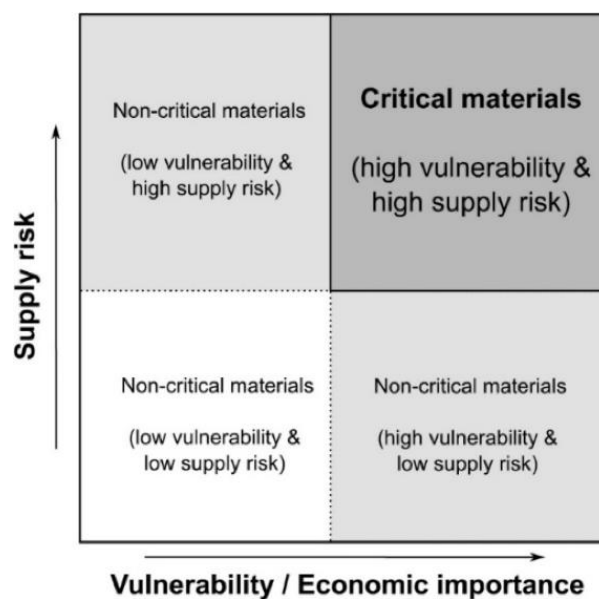 Supply risk
Non-critical materials
(low vulnerability &
high supply risk)
Critical materials
(high vulnerability &
high supply risk)
Non-critical materials
(low vulnerability &
low supply risk)
Non-critical materials
(high vulnerability &
low supply risk)
Vulnerability / Economic importance